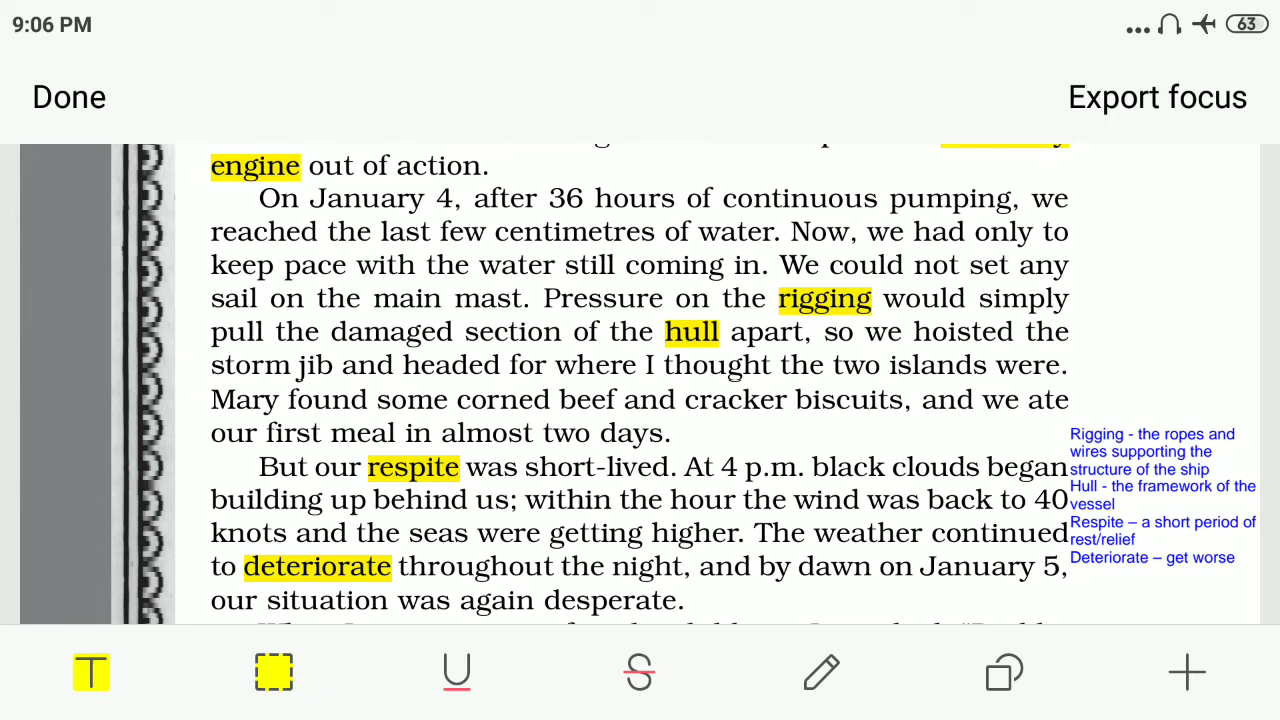 9:06 PM
63
Done
Export focus
engine out of action.
On January 4, after 36 hours of continuous pumping, we
reached the last few centimetres of water. Now, we had only to
keep pace with the water still coming in. We could not set any
sail on the main mast. Pressure on the rigging would simply
pull the damaged section of the hull apart, so we hoisted the
storm jib and headed for where I thought the two islands were.
Mary found some corned beef and cracker biscuits, and we ate
our first meal in almost two days.
But our respite was short-lived. At 4 p.m. black clouds began
building up behind us; within the hour the wind was back to 40
knots and the seas were getting higher. The weather continued
to deteriorate throughout the night, and by dawn on January 5,
our situation was again desperate.
Rigging - the ropes and
wires supporting the
structure of the ship
Hull - the framework of the
vessel
Respite – a short period of
rest/relief
Deteriorate – get worse